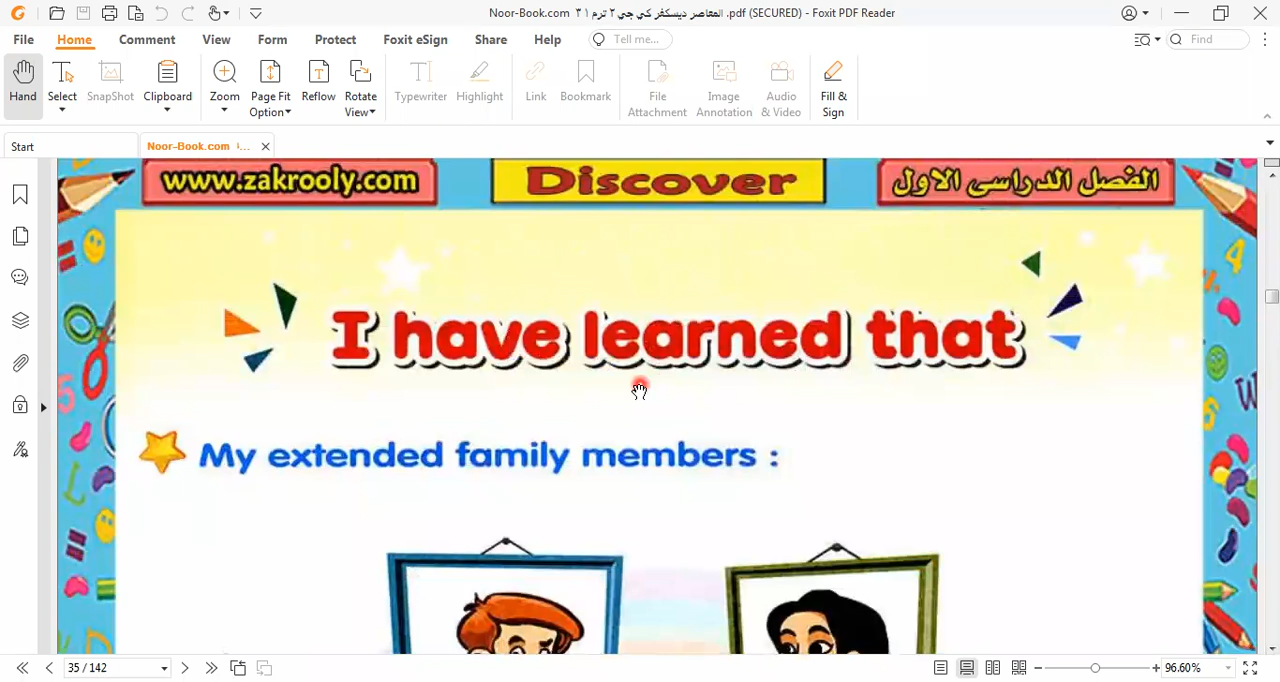 Noor-Book.com المعاصر ديسكفر كي جي ٢ ترم ١ ٣ .pdf (SECURED) - Foxit PDF Reader
File Home Comment View Form Protect Foxit eSign Share Help Tell me... Find
Hand Select SnapShot Clipboard Zoom Page Fit Option Reflow Rotate View Typewriter Highlight Link Bookmark File Attachment Image Annotation Audio & Video Fill & Sign
Start Noor-Book.com ا...
www.zakrooly.com Discover الفصل الدراسى الاول
I have learned that
My extended family members :
35 / 142 96.60%